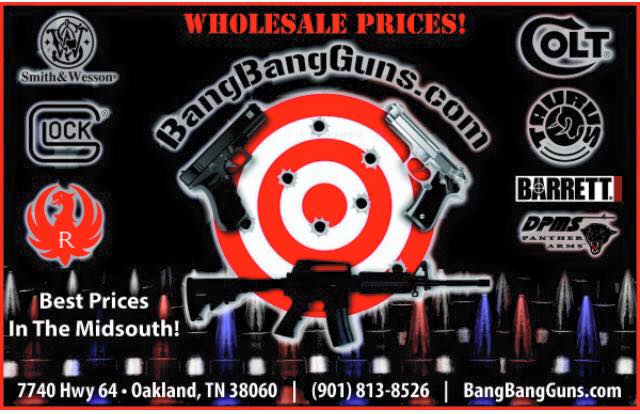 WHOLESALE PRICES!
BangBangGuns.com
SW
Smith & Wesson
GLOCK
R
COLT
TAURUS
BARRETT
DPMS
PANTHER
ARMS
Best Prices
In The Midsouth!
7740 Hwy 64 • Oakland, TN 38060 | (901) 813-8526 | BangBangGuns.com